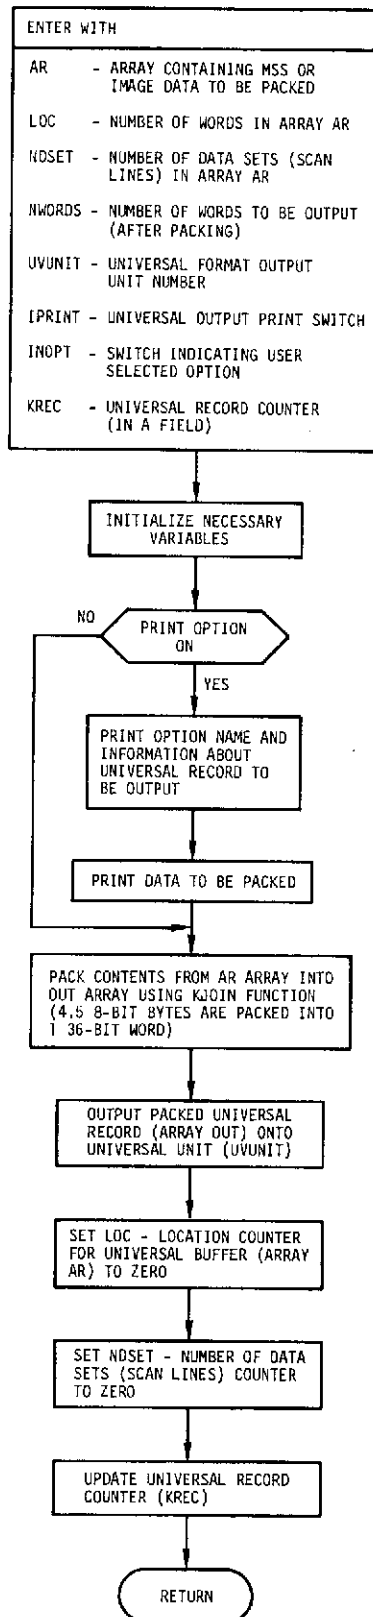 ENTER WITH
AR - ARRAY CONTAINING MSS OR
IMAGE DATA TO BE PACKED
LOC - NUMBER OF WORDS IN ARRAY AR
NDSET - NUMBER OF DATA SETS (SCAN
LINES) IN ARRAY AR
NWORDS - NUMBER OF WORDS TO BE OUTPUT
(AFTER PACKING)
UVUNIT - UNIVERSAL FORMAT OUTPUT
UNIT NUMBER
IPRINT - UNIVERSAL OUTPUT PRINT SWITCH
INOPT - SWITCH INDICATING USER
SELECTED OPTION
KREC - UNIVERSAL RECORD COUNTER
(IN A FIELD)
INITIALIZE NECESSARY
VARIABLES
NO
PRINT OPTION
ON
YES
PRINT OPTION NAME AND
INFORMATION ABOUT
UNIVERSAL RECORD TO
BE OUTPUT
PRINT DATA TO BE PACKED
PACK CONTENTS FROM AR ARRAY INTO
OUT ARRAY USING KJOIN FUNCTION
(4.5 8-BIT BYTES ARE PACKED INTO
1 36-BIT WORD)
OUTPUT PACKED UNIVERSAL
RECORD (ARRAY OUT) ONTO
UNIVERSAL UNIT (UVUNIT)
SET LOC - LOCATION COUNTER
FOR UNIVERSAL BUFFER (ARRAY
AR) TO ZERO
SET NDSET - NUMBER OF DATA
SETS (SCAN LINES) COUNTER
TO ZERO
UPDATE UNIVERSAL RECORD
COUNTER (KREC)
RETURN